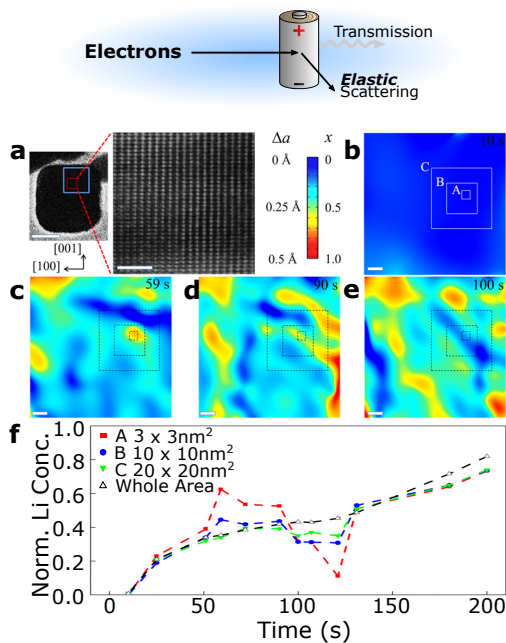 Electrons
+
Transmission
Elastic
Scattering
–
a
Δa x
0 Å 0
0.25 Å 0.5
0.5 Å 1.0
[001]
[100]
b 10 s
C
B
A
c 59 s
d 90 s
e 100 s
f
A 3 x 3nm²
B 10 x 10nm²
C 20 x 20nm²
Whole Area
Norm. Li Conc.
1.0
0.8
0.6
0.4
0.2
0.0
0 50 100 150 200
Time (s)